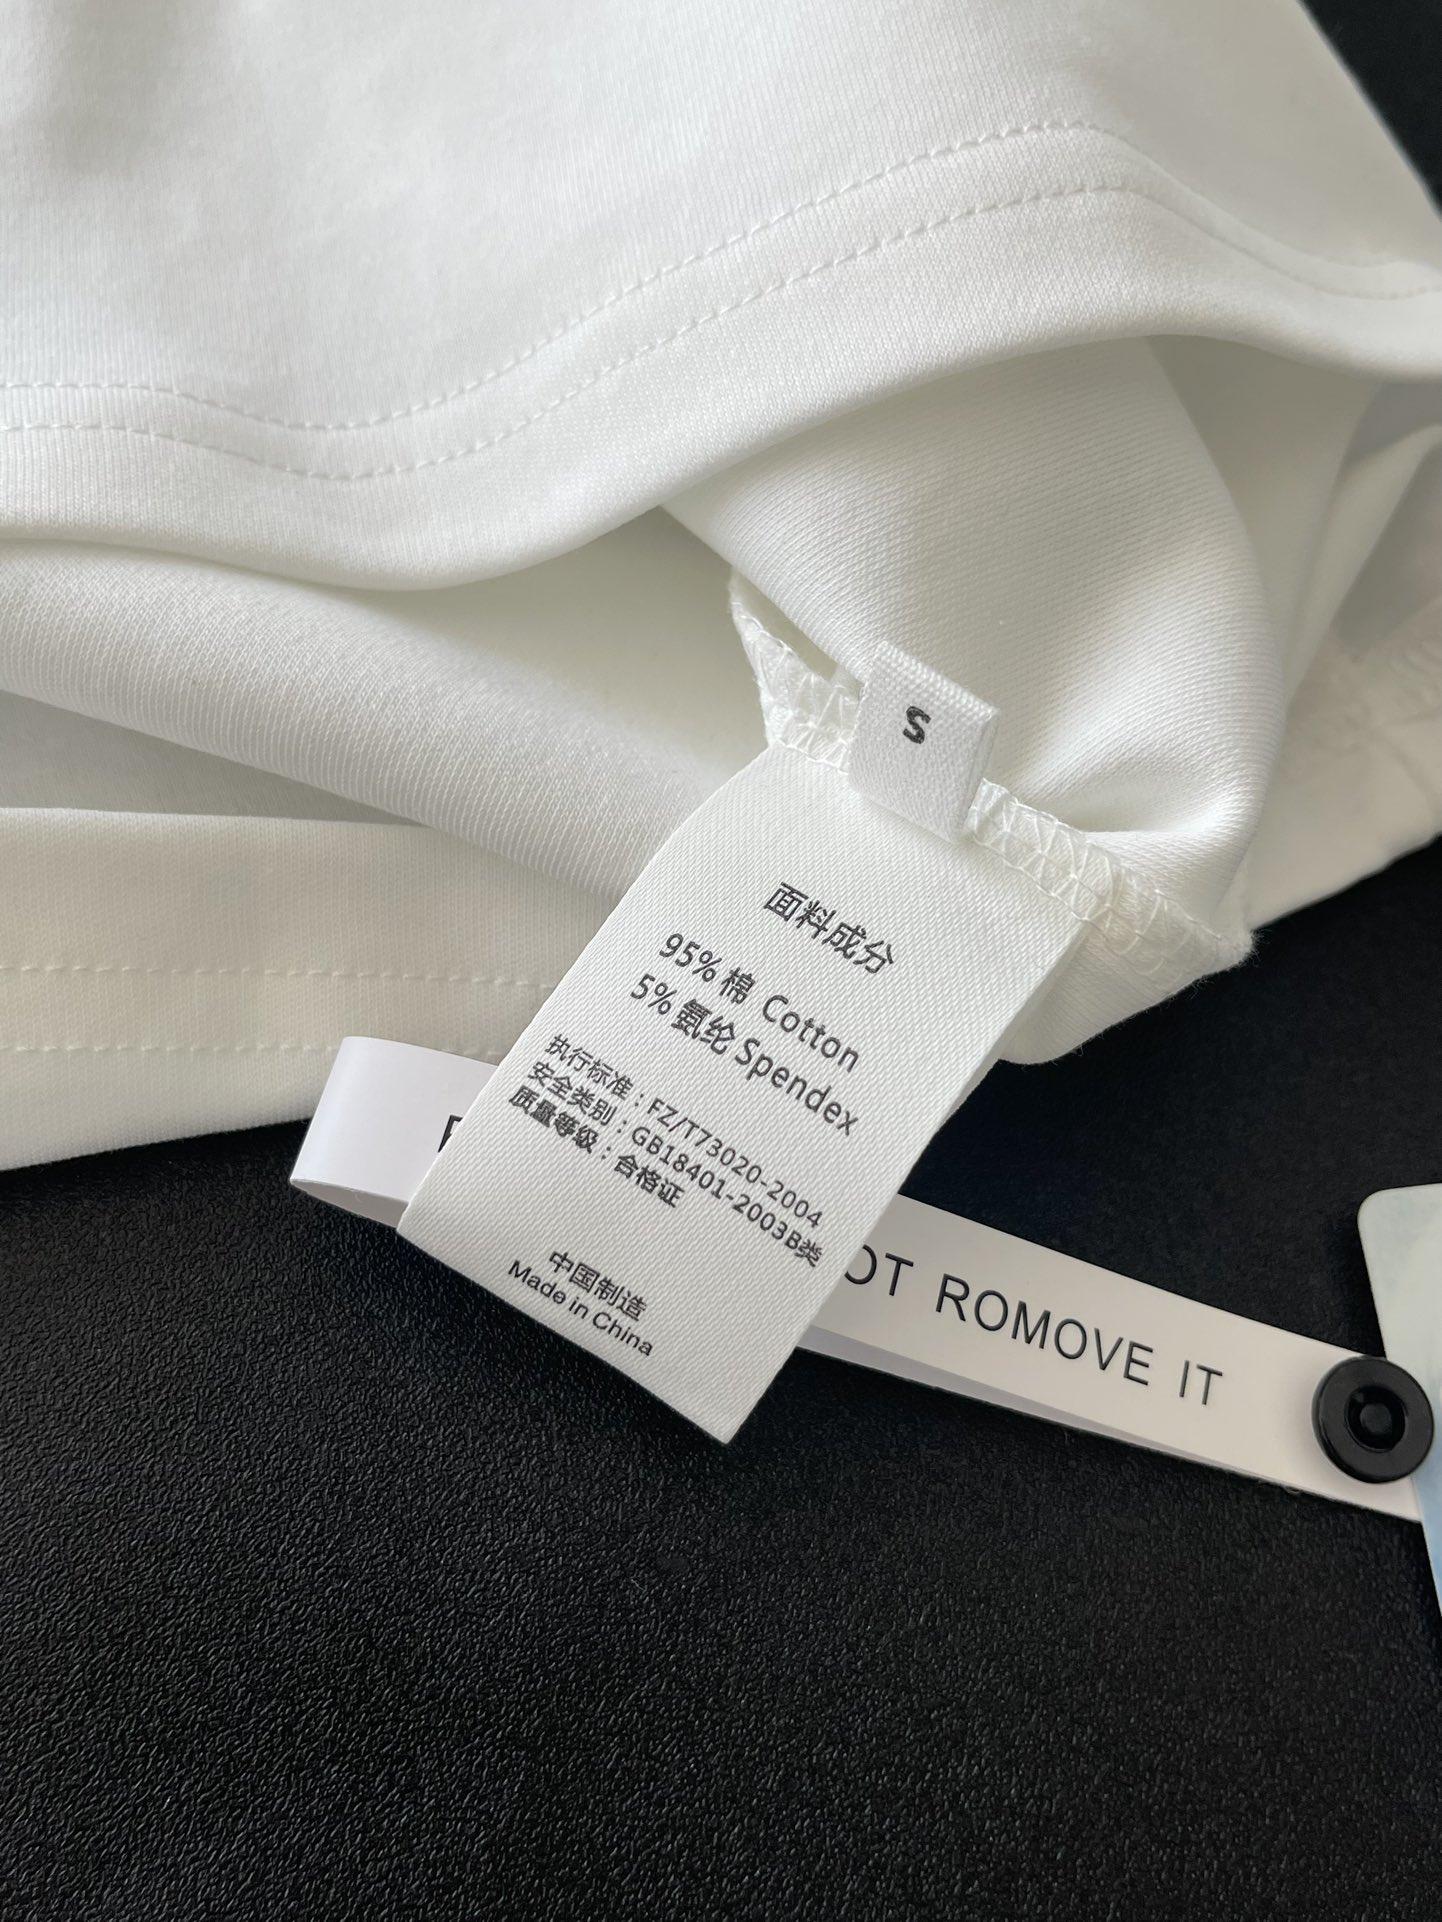 S
面料成分
95% 棉 Cotton
5% 氨纶 Spendex
执行标准：FZ/T73020-2004
安全类别：GB18401-2003B类
质量等级：合格证
中国制造
Made in China
OT ROMOVE IT